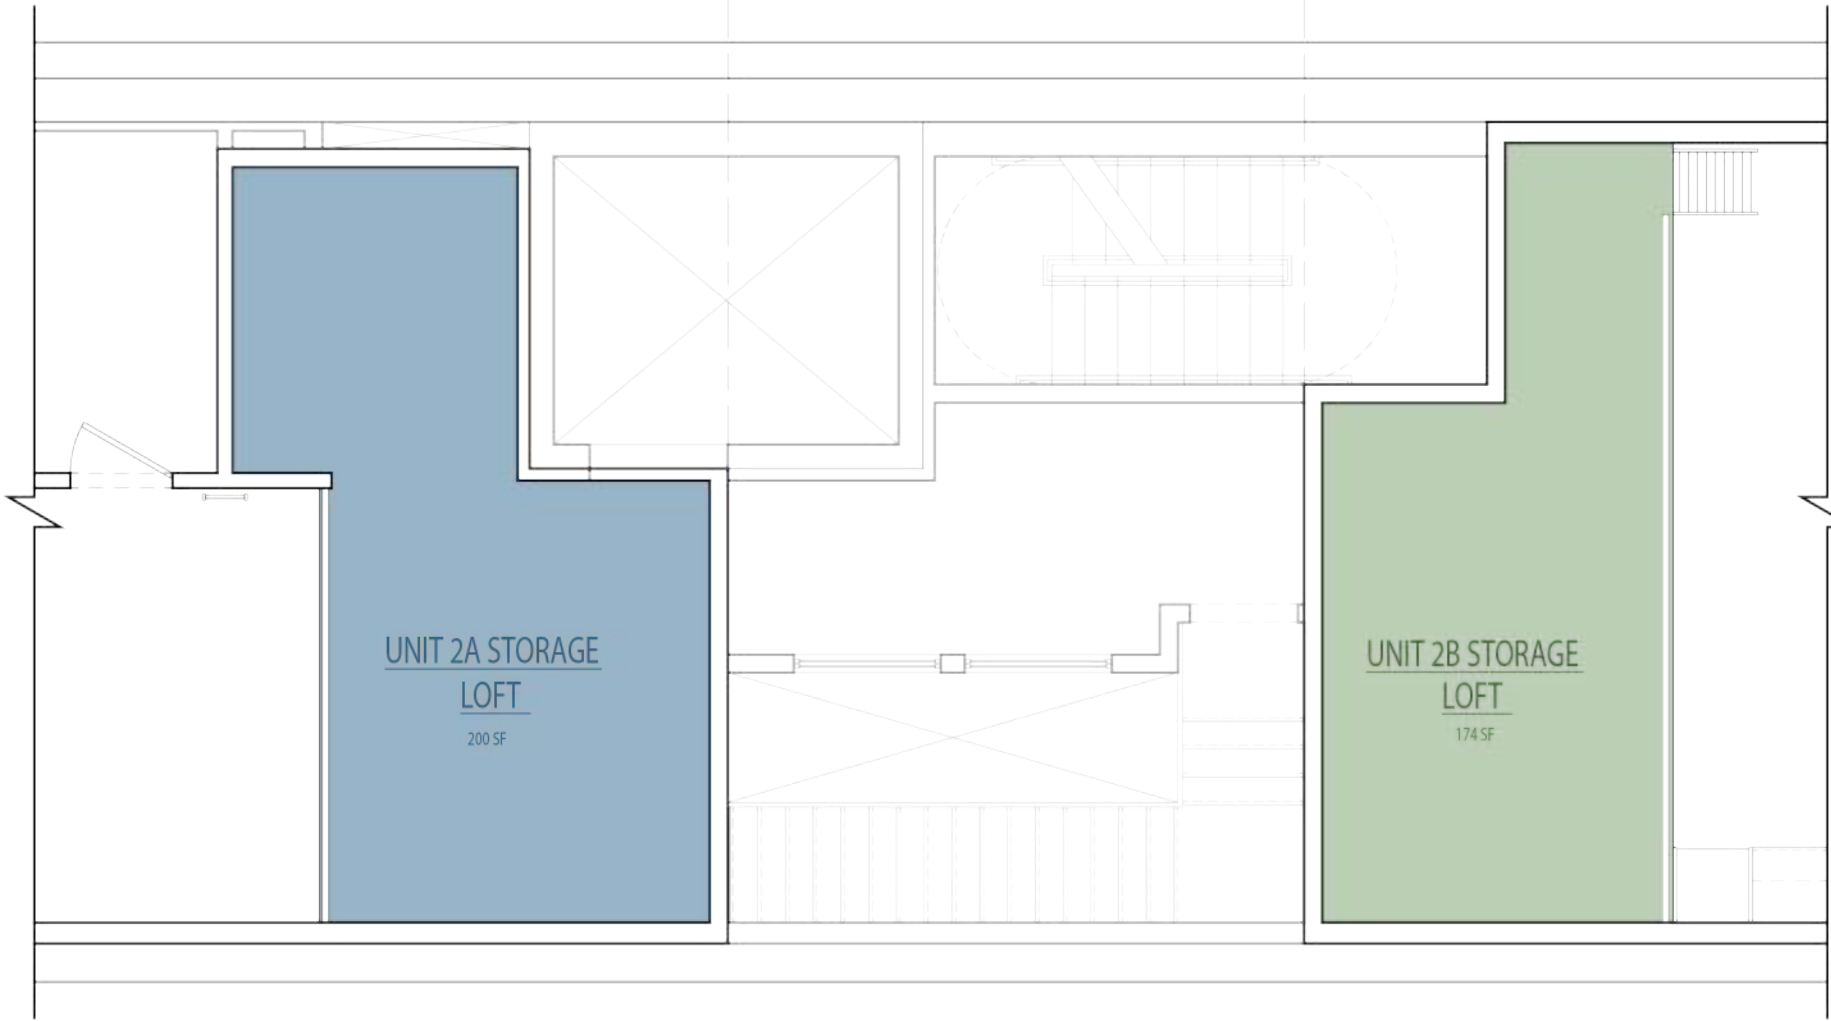 UNIT 2A STORAGE
LOFT
200 SF
UNIT 2B STORAGE
LOFT
174 SF